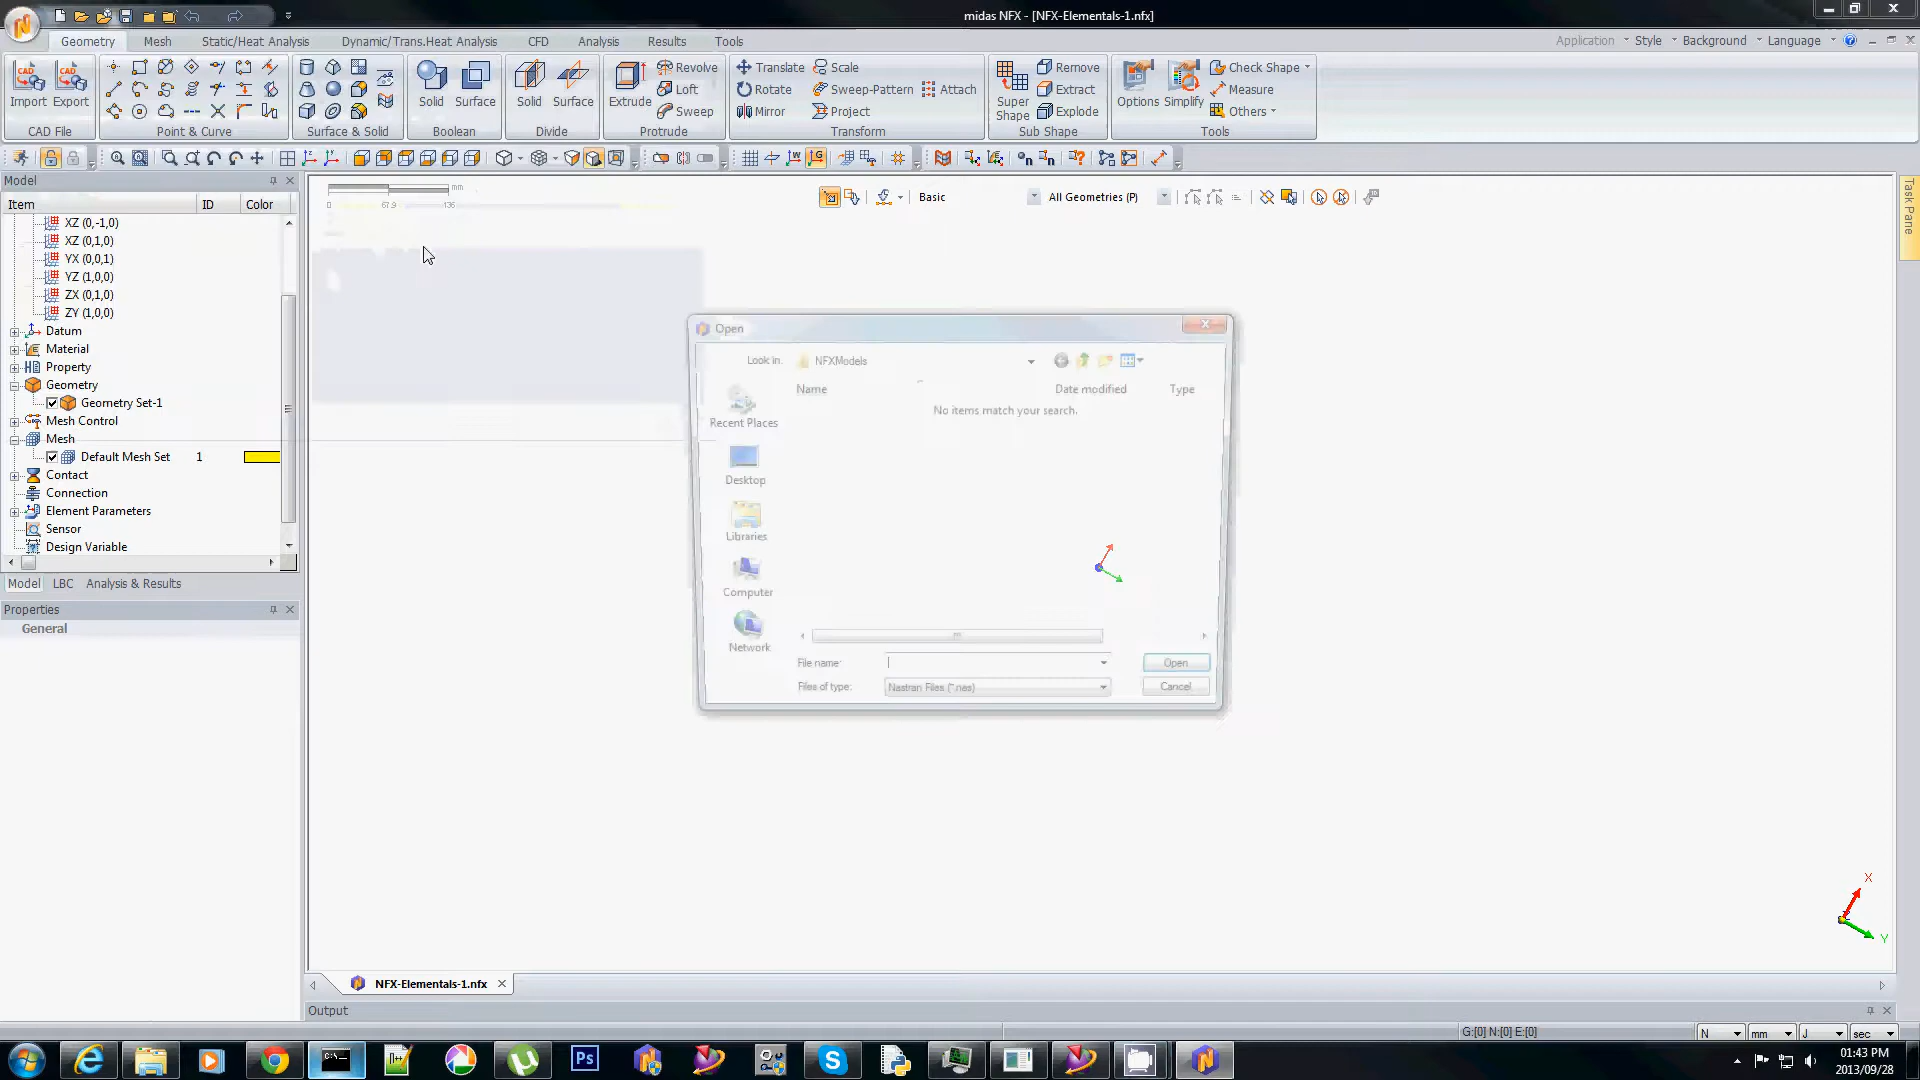 midas NFX - [NFX-Elementals-1.nfx]
Geometry Mesh Static/Heat Analysis Dynamic/Trans.Heat Analysis CFD Analysis Results Tools Application Style Background Language
Revolve Translate Scale Remove Check Shape
Loft Rotate Sweep-Pattern Attach Extract Measure
Import Export Solid Surface Solid Surface Extrude Super Shape Options Simplify
Sweep Mirror Project Explode Others
CAD File Point & Curve Surface & Solid Boolean Divide Protrude Transform Sub Shape Tools
Model
Item ID Color
XZ (0,-1,0)
XZ (0,1,0)
YX (0,0,1)
YZ (1,0,0)
ZX (0,1,0)
ZY (1,0,0)
Datum
Material
Property
Geometry
Geometry Set-1
Mesh Control
Mesh
Default Mesh Set 1
Contact
Connection
Element Parameters
Sensor
Design Variable
Model LBC Analysis & Results
Properties
General
mm
0 67.9 136
Basic All Geometries (P)
Task Pane
Open
Look in: NFXModels
Name Date modified Type
No items match your search.
Recent Places
Desktop
Libraries
Computer
Network
File name: Open
Files of type: Nastran Files (*.nas) Cancel
X
Y
NFX-Elementals-1.nfx
Output
G:[0] N:[0] E:[0] N mm J sec
Ps
01:43 PM
2013/09/28